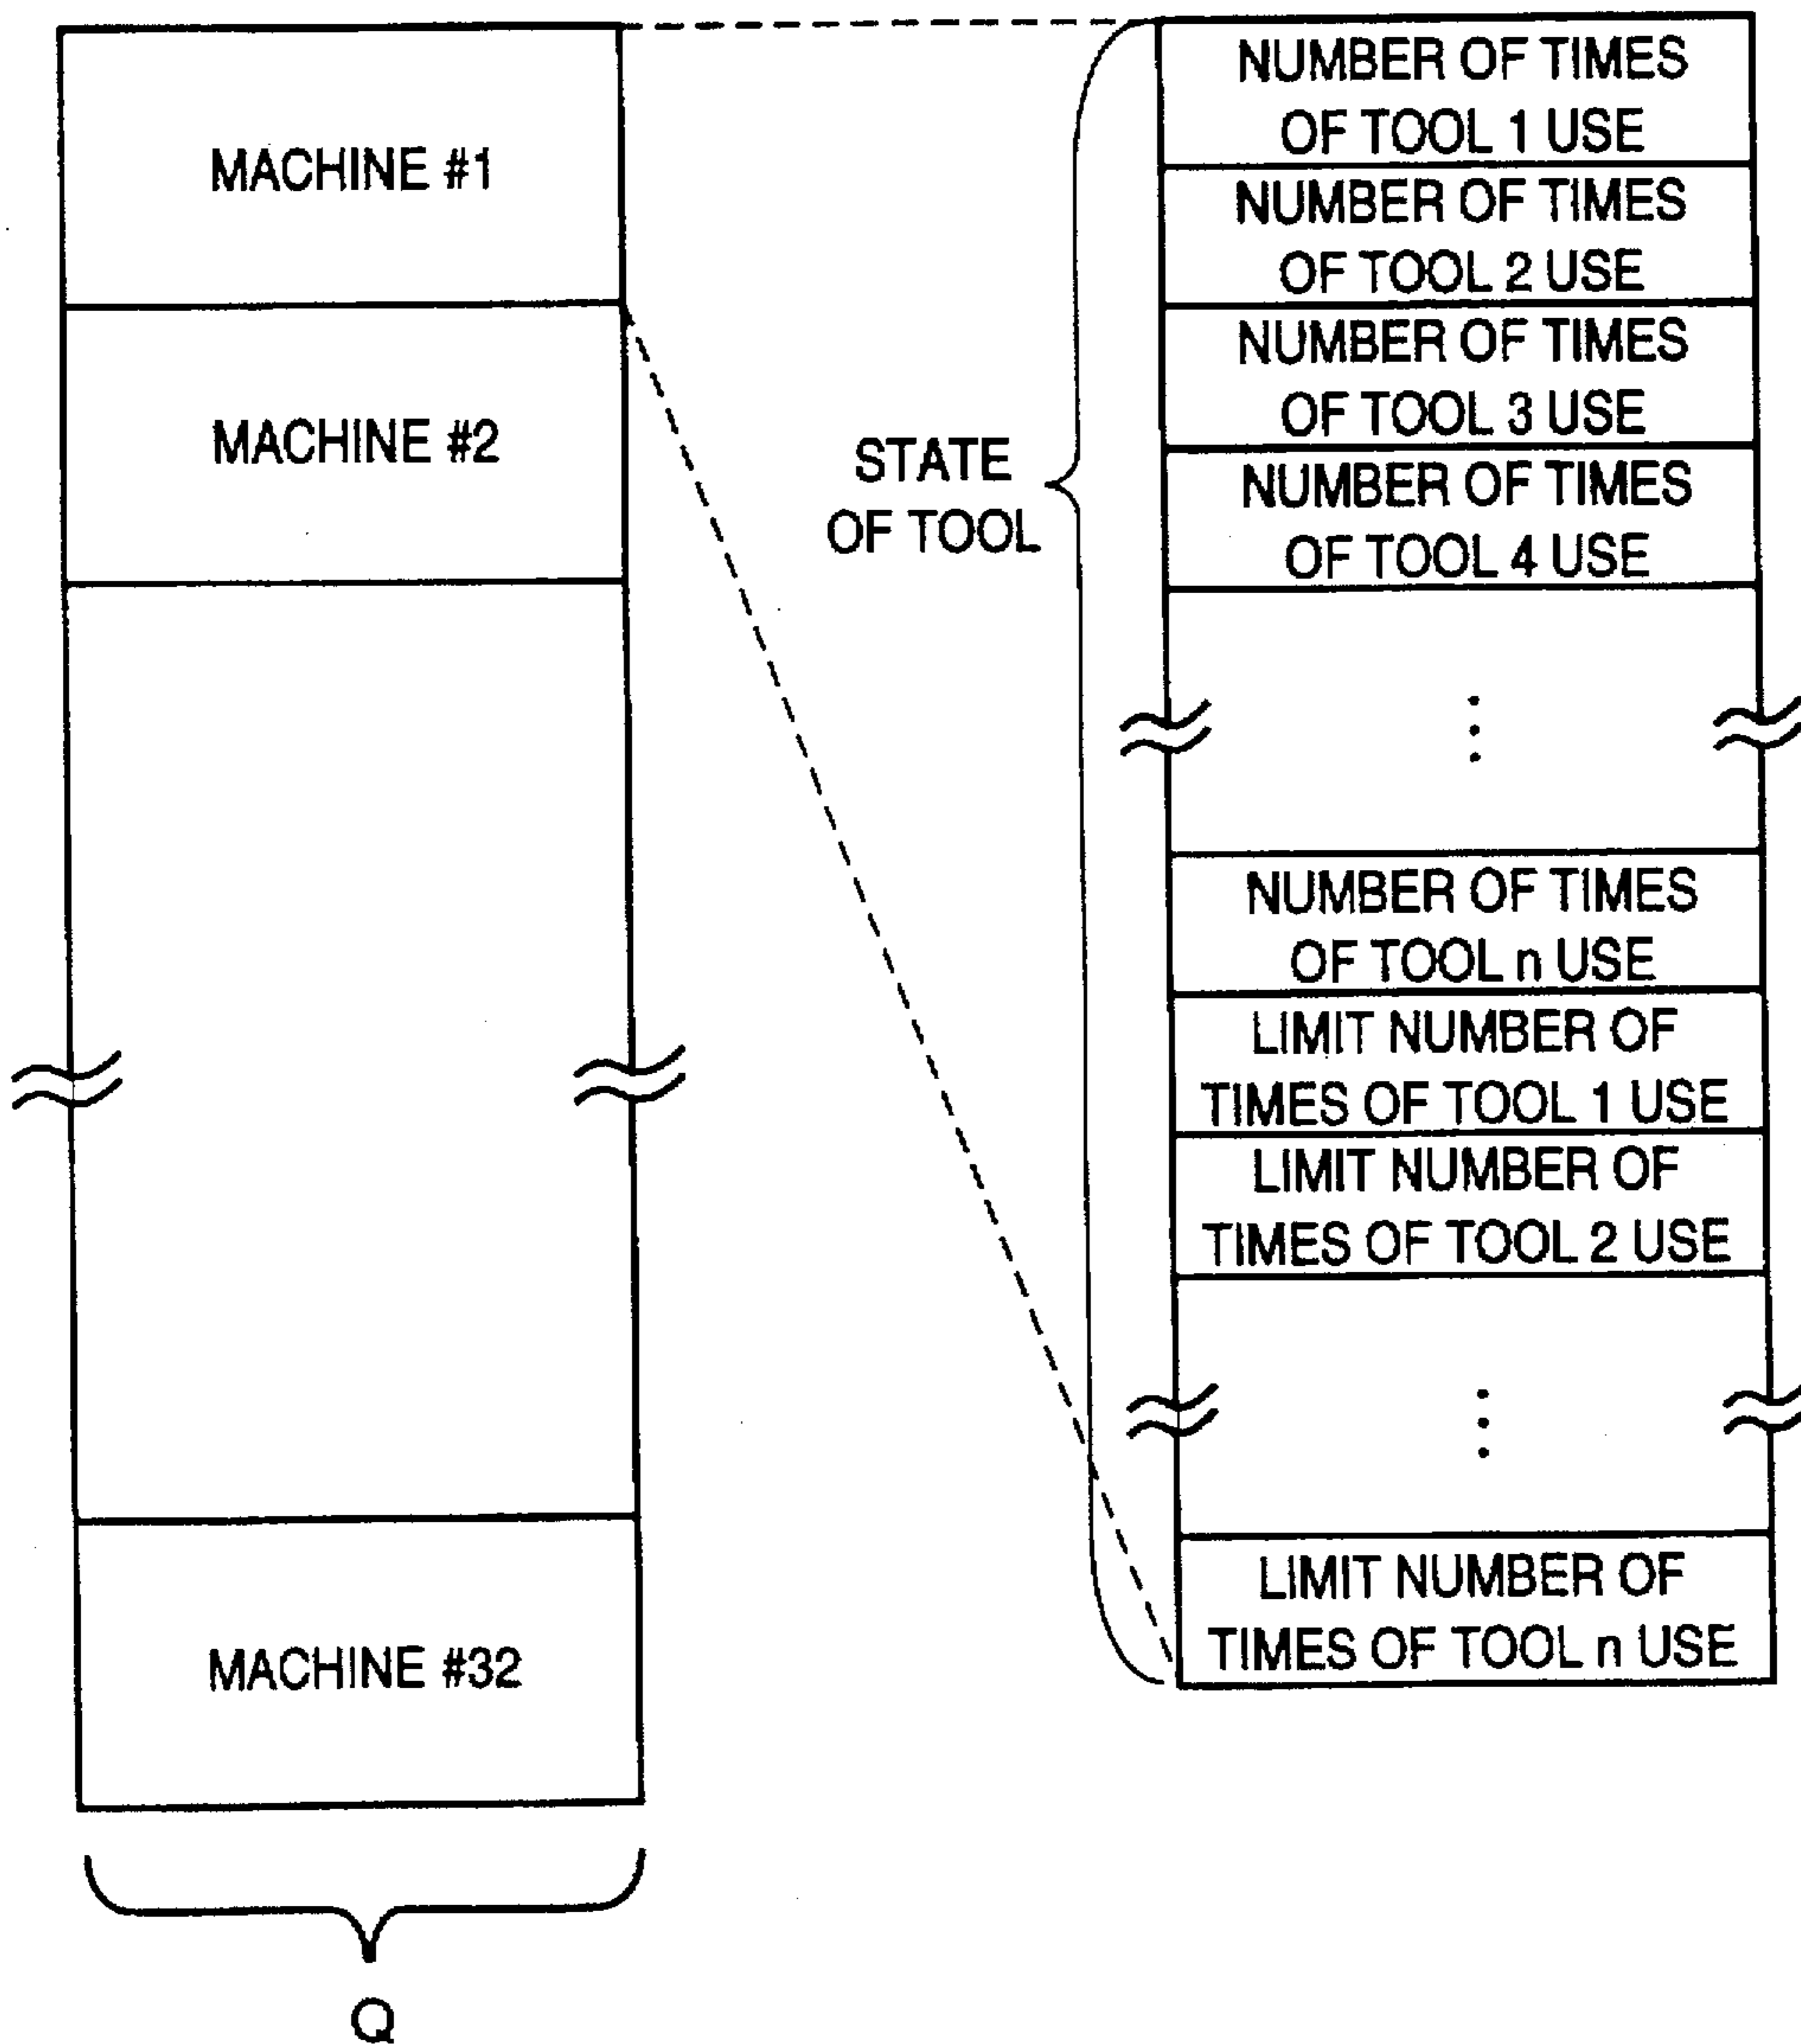 MACHINE #1
MACHINE #2
MACHINE #32
Q
STATE
OF TOOL
NUMBER OF TIMES
OF TOOL 1 USE
NUMBER OF TIMES
OF TOOL 2 USE
NUMBER OF TIMES
OF TOOL 3 USE
NUMBER OF TIMES
OF TOOL 4 USE
NUMBER OF TIMES
OF TOOL n USE
LIMIT NUMBER OF
TIMES OF TOOL 1 USE
LIMIT NUMBER OF
TIMES OF TOOL 2 USE
LIMIT NUMBER OF
TIMES OF TOOL n USE